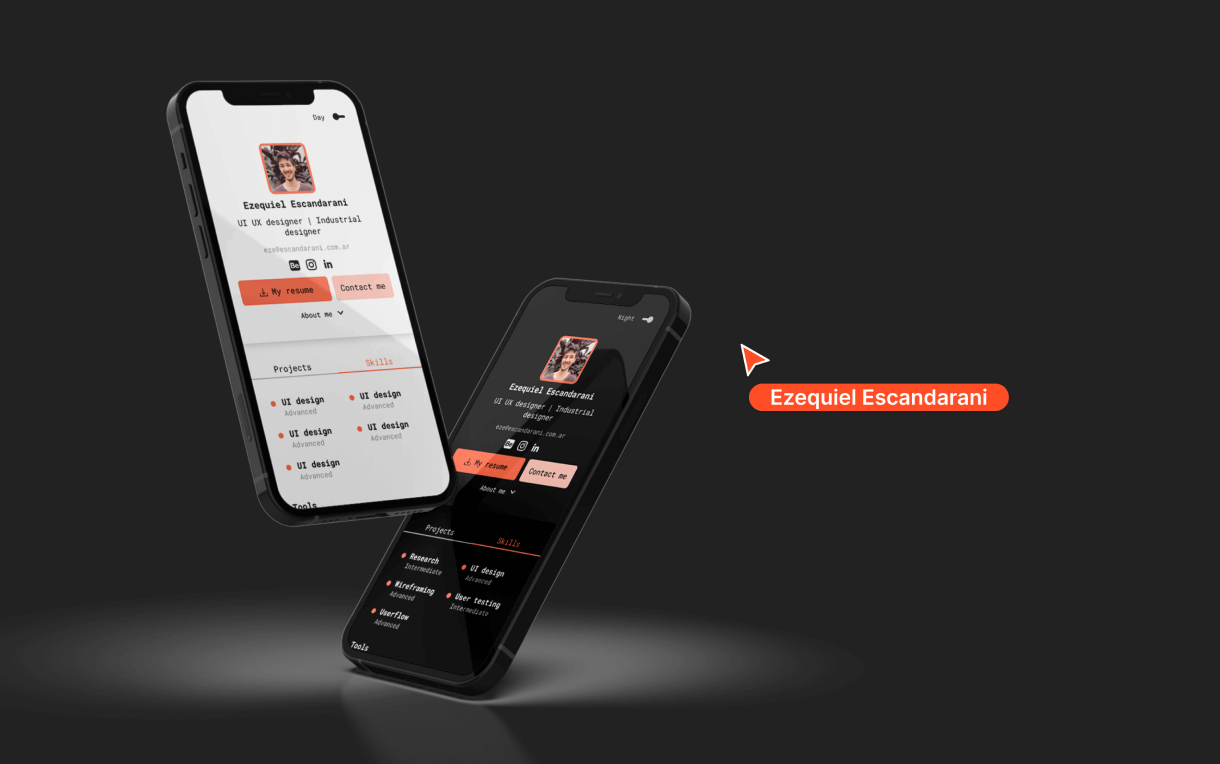 Day
Ezequiel Escandarani
UI UX designer | Industrial
designer
eze@escandarani.com.ar
Bē
in
My resume
Contact me
About me
Projects
Skills
UI design
Advanced
UI design
Advanced
UI design
Advanced
UI design
Advanced
UI design
Advanced
Tools
Night
Ezequiel Escandarani
UI UX designer | Industrial
designer
eze@escandarani.com.ar
Bē
in
My resume
Contact me
About me
Projects
Skills
Research
Intermediate
UI design
Advanced
Wireframing
Advanced
User testing
Intermediate
Userflow
Advanced
Tools
Ezequiel Escandarani